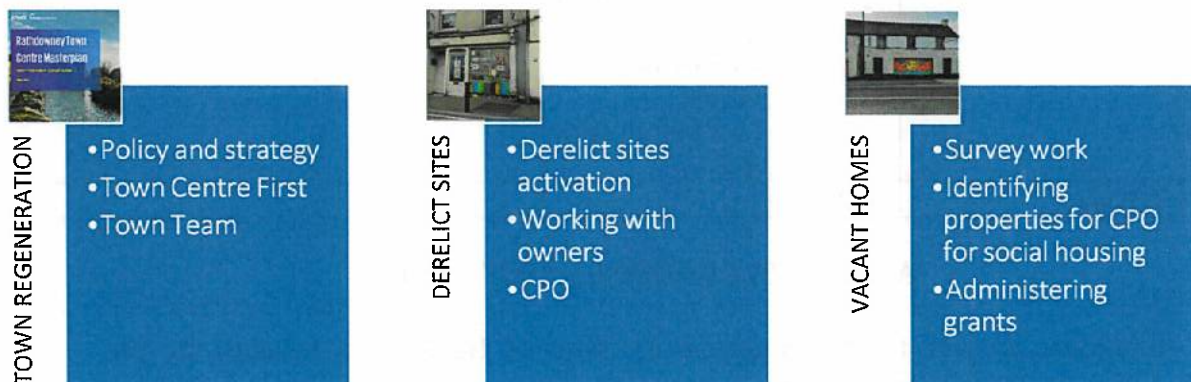 Rathdowney Town
Centre Masterplan
TOWN REGENERATION
•Policy and strategy
•Town Centre First
•Town Team
DERELICT SITES
•Derelict sites
activation
•Working with
owners
•CPO
VACANT HOMES
•Survey work
•Identifying
properties for CPO
for social housing
•Administering
grants